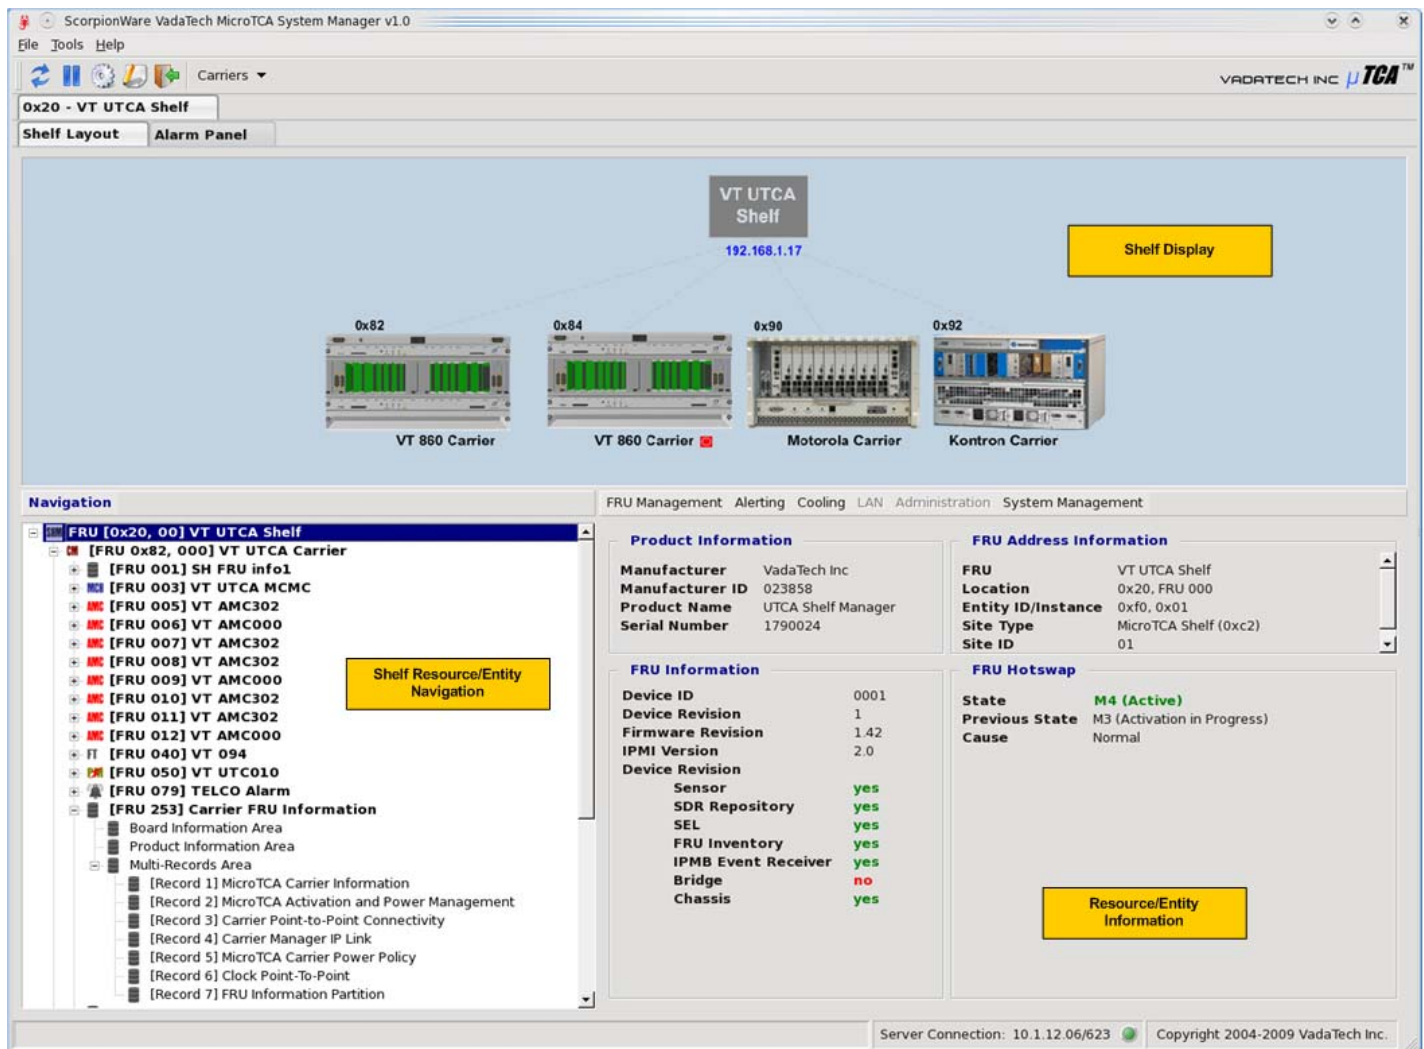 ScorpionWare VadaTech MicroTCA System Manager v1.0
File Tools Help
Carriers
VADATECH INC μTCA™
0x20 - VT UTCA Shelf
Shelf Layout Alarm Panel
VT UTCA
Shelf
192.168.1.17
Shelf Display
0x82 0x84 0x90 0x92
VT 860 Carrier VT 860 Carrier Motorola Carrier Kontron Carrier
Navigation
FRU Management Alerting Cooling LAN Administration System Management
FRU [0x20, 00] VT UTCA Shelf
[FRU 0x82, 000] VT UTCA Carrier
[FRU 001] SH FRU info1
[FRU 003] VT UTCA MCMC
[FRU 005] VT AMC302
[FRU 006] VT AMC000
[FRU 007] VT AMC302
[FRU 008] VT AMC302
[FRU 009] VT AMC000
[FRU 010] VT AMC302
[FRU 011] VT AMC302
[FRU 012] VT AMC000
[FRU 040] VT 094
[FRU 050] VT UTC010
[FRU 079] TELCO Alarm
[FRU 253] Carrier FRU Information
Board Information Area
Product Information Area
Multi-Records Area
[Record 1] MicroTCA Carrier Information
[Record 2] MicroTCA Activation and Power Management
[Record 3] Carrier Point-to-Point Connectivity
[Record 4] Carrier Manager IP Link
[Record 5] MicroTCA Carrier Power Policy
[Record 6] Clock Point-To-Point
[Record 7] FRU Information Partition
Shelf Resource/Entity
Navigation
Product Information
Manufacturer VadaTech Inc
Manufacturer ID 023858
Product Name UTCA Shelf Manager
Serial Number 1790024
FRU Address Information
FRU VT UTCA Shelf
Location 0x20, FRU 000
Entity ID/Instance 0xf0, 0x01
Site Type MicroTCA Shelf (0xc2)
Site ID 01
FRU Information
Device ID 0001
Device Revision 1
Firmware Revision 1.42
IPMI Version 2.0
Device Revision
Sensor yes
SDR Repository yes
SEL yes
FRU Inventory yes
IPMB Event Receiver yes
Bridge no
Chassis yes
FRU Hotswap
State M4 (Active)
Previous State M3 (Activation in Progress)
Cause Normal
Resource/Entity
Information
Server Connection: 10.1.12.06/623 Copyright 2004-2009 VadaTech Inc.